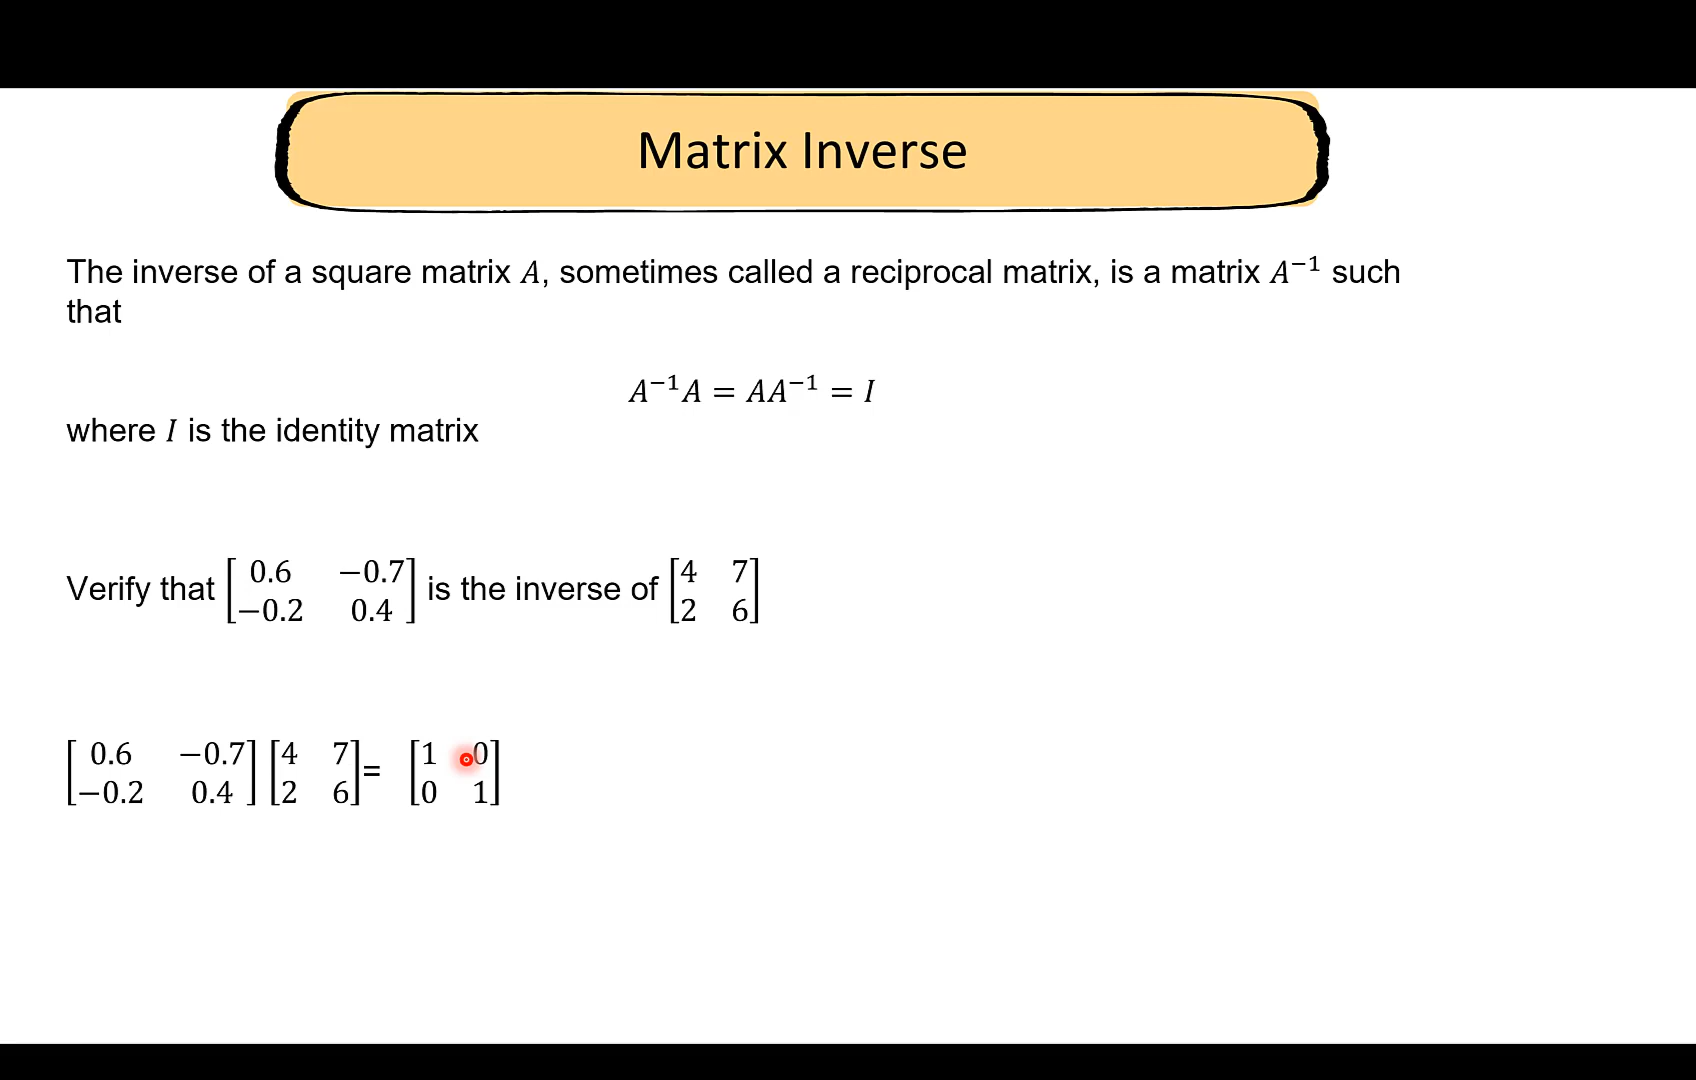 Matrix Inverse
The inverse of a square matrix A, sometimes called a reciprocal matrix, is a matrix A⁻¹ such
that
A⁻¹A = AA⁻¹ = I
where I is the identity matrix
Verify that [0.6 −0.7; −0.2 0.4] is the inverse of [4 7; 2 6]
[0.6 −0.7; −0.2 0.4] [4 7; 2 6] = [1 0; 0 1]